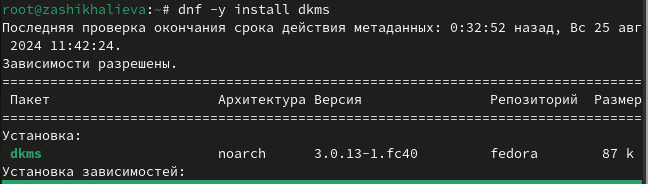 root@zashikhalieva:~# dnf -y install dkms
Последняя проверка окончания срока действия метаданных: 0:32:52 назад, Вс 25 авг
 2024 11:42:24.
Зависимости разрешены.
================================================================================
 Пакет                    Архитектура Версия                Репозиторий  Размер
================================================================================
Установка:
 dkms                     noarch      3.0.13-1.fc40         fedora        87 k
Установка зависимостей: